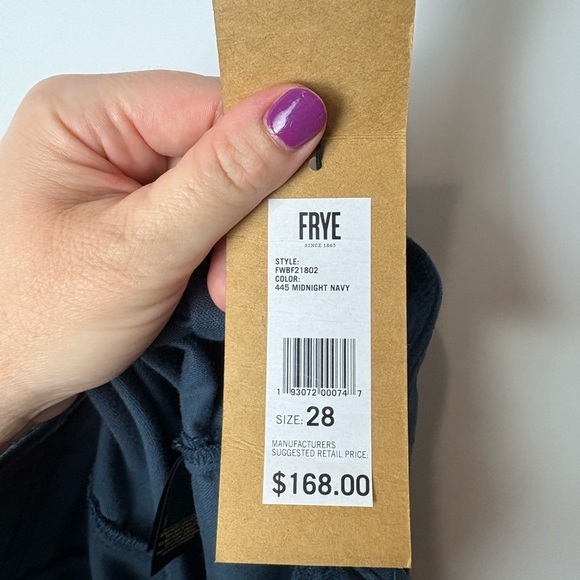 FRYE
SINCE 1863
STYLE:
FWBF21802
COLOR:
445 MIDNIGHT NAVY
1 93072 00074 7
SIZE: 28
MANUFACTURERS
SUGGESTED RETAIL PRICE:
$168.00